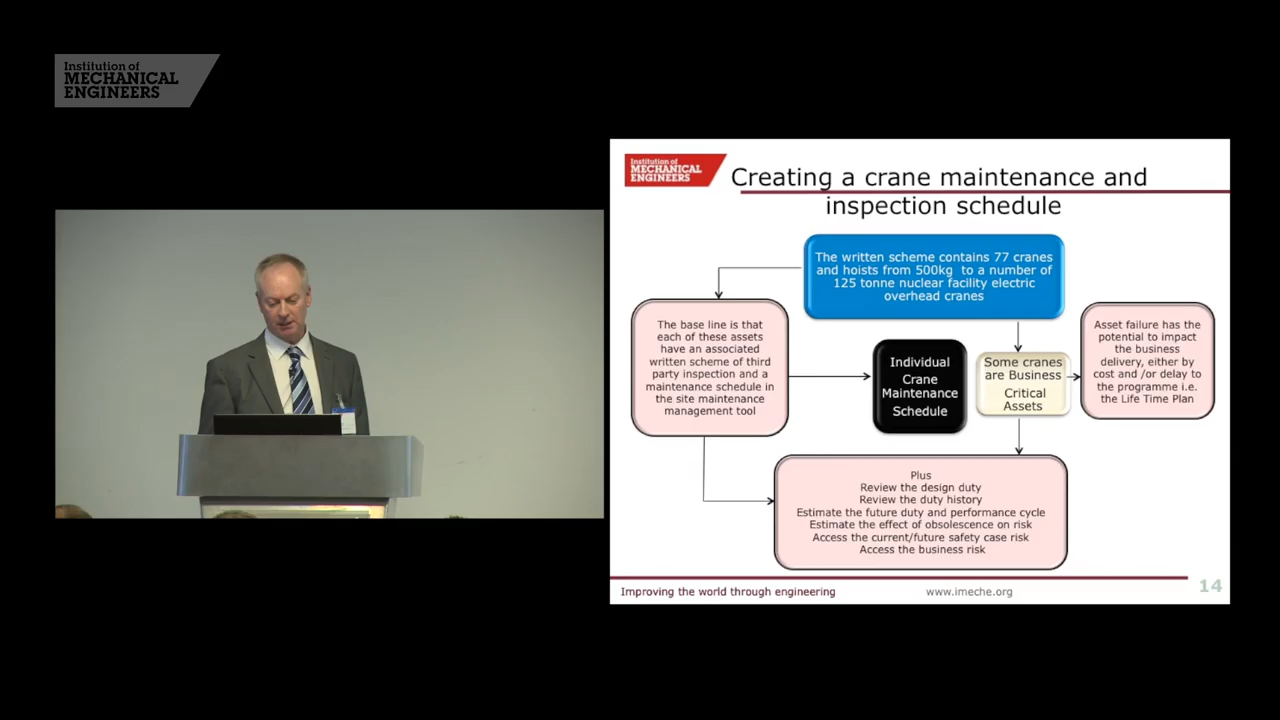 Institution of
MECHANICAL
ENGINEERS
Institution of
MECHANICAL
ENGINEERS
Creating a crane maintenance and
inspection schedule
The written scheme contains 77 cranes
and hoists from 500kg to a number of
125 tonne nuclear facility electric
overhead cranes
The base line is that
each of these assets
have an associated
written scheme of third
party inspection and a
maintenance schedule in
the site maintenance
management tool
Individual
Crane
Maintenance
Schedule
Some cranes
are Business
Critical
Assets
Asset failure has the
potential to impact
the business
delivery, either by
cost and /or delay to
the programme i.e.
the Life Time Plan
Plus
Review the design duty
Review the duty history
Estimate the future duty and performance cycle
Estimate the effect of obsolescence on risk
Access the current/future safety case risk
Access the business risk
Improving the world through engineering
www.imeche.org
14